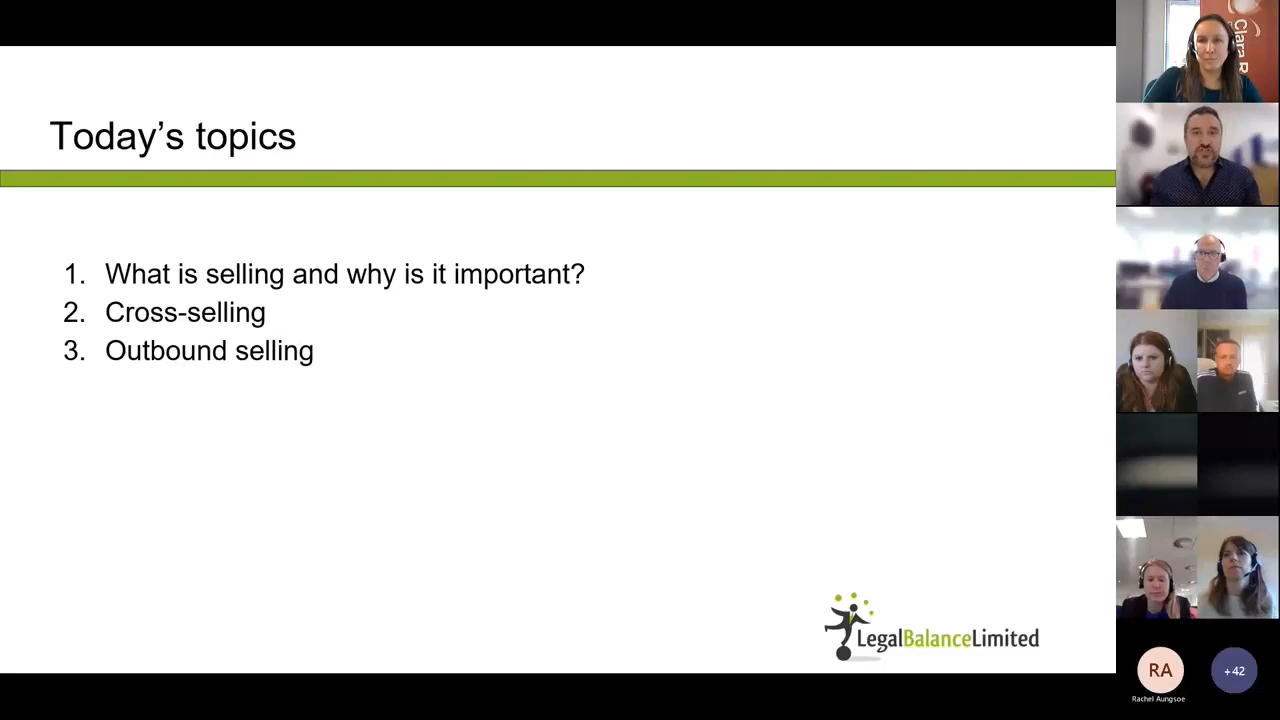 Today's topics
1. What is selling and why is it important?
2. Cross-selling
3. Outbound selling
LegalBalanceLimited
Clara R
RA
+42
Rachel Aungsoe